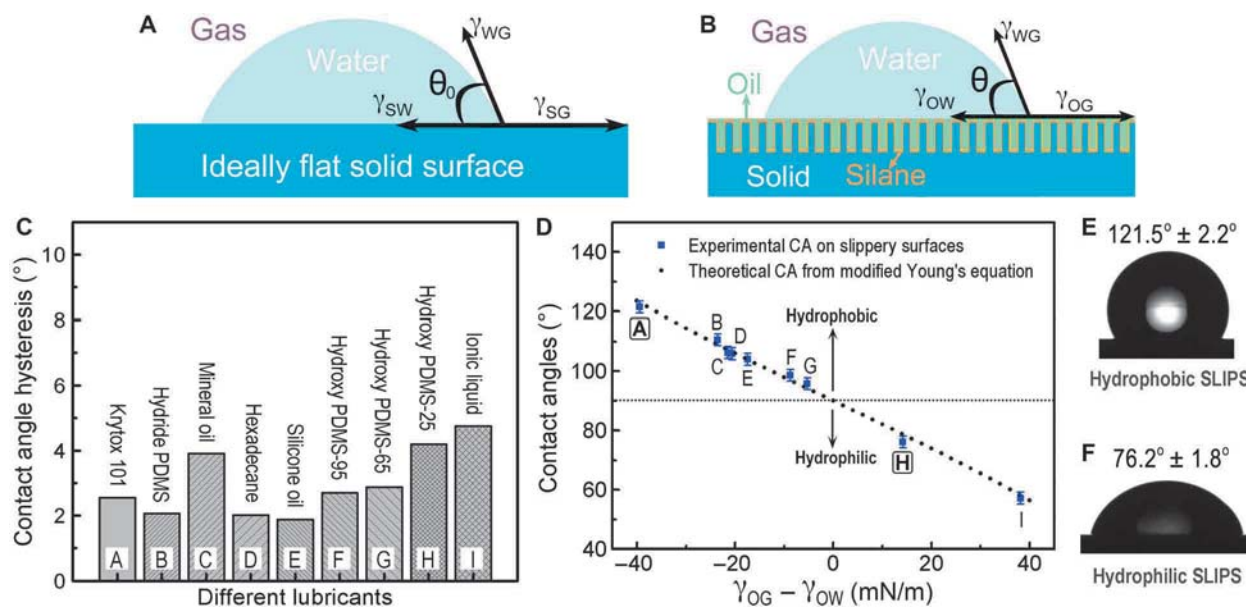 A
Gas
Water
γWG
θ0
γSW
γSG
Ideally flat solid surface
B
Gas
Water
γWG
Oil
θ
γOW
γOG
Solid
Silane
C
Contact angle hysteresis (°)
10
8
6
4
2
0
Krytox 101
Hydride PDMS
Mineral oil
Hexadecane
Silicone oil
Hydroxy PDMS-95
Hydroxy PDMS-65
Hydroxy PDMS-25
Ionic liquid
A B C D E F G H I
Different lubricants
D
Contact angles (°)
140
120
100
80
60
40
Experimental CA on slippery surfaces
Theoretical CA from modified Young's equation
Hydrophobic
Hydrophilic
A
B
C
D
E
F
G
H
I
−40 −20 0 20 40
γOG − γOW (mN/m)
E
121.5° ± 2.2°
Hydrophobic SLIPS
F
76.2° ± 1.8°
Hydrophilic SLIPS